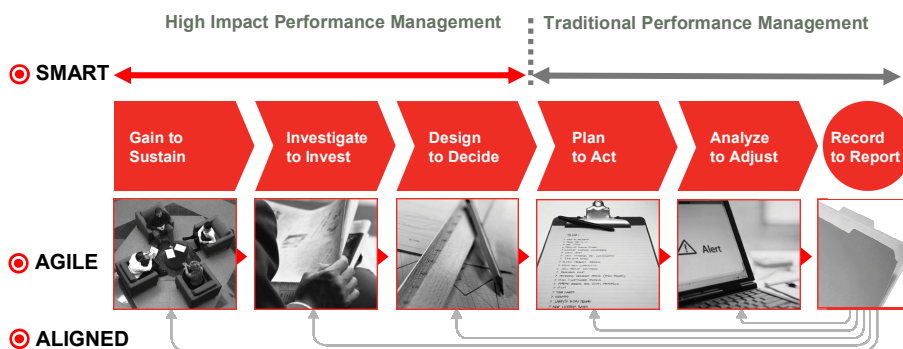 High Impact Performance Management
Traditional Performance Management
SMART
Gain to
Sustain
Investigate
to Invest
Design
to Decide
Plan
to Act
Analyze
to Adjust
Record
to Report
AGILE
Alert
ALIGNED